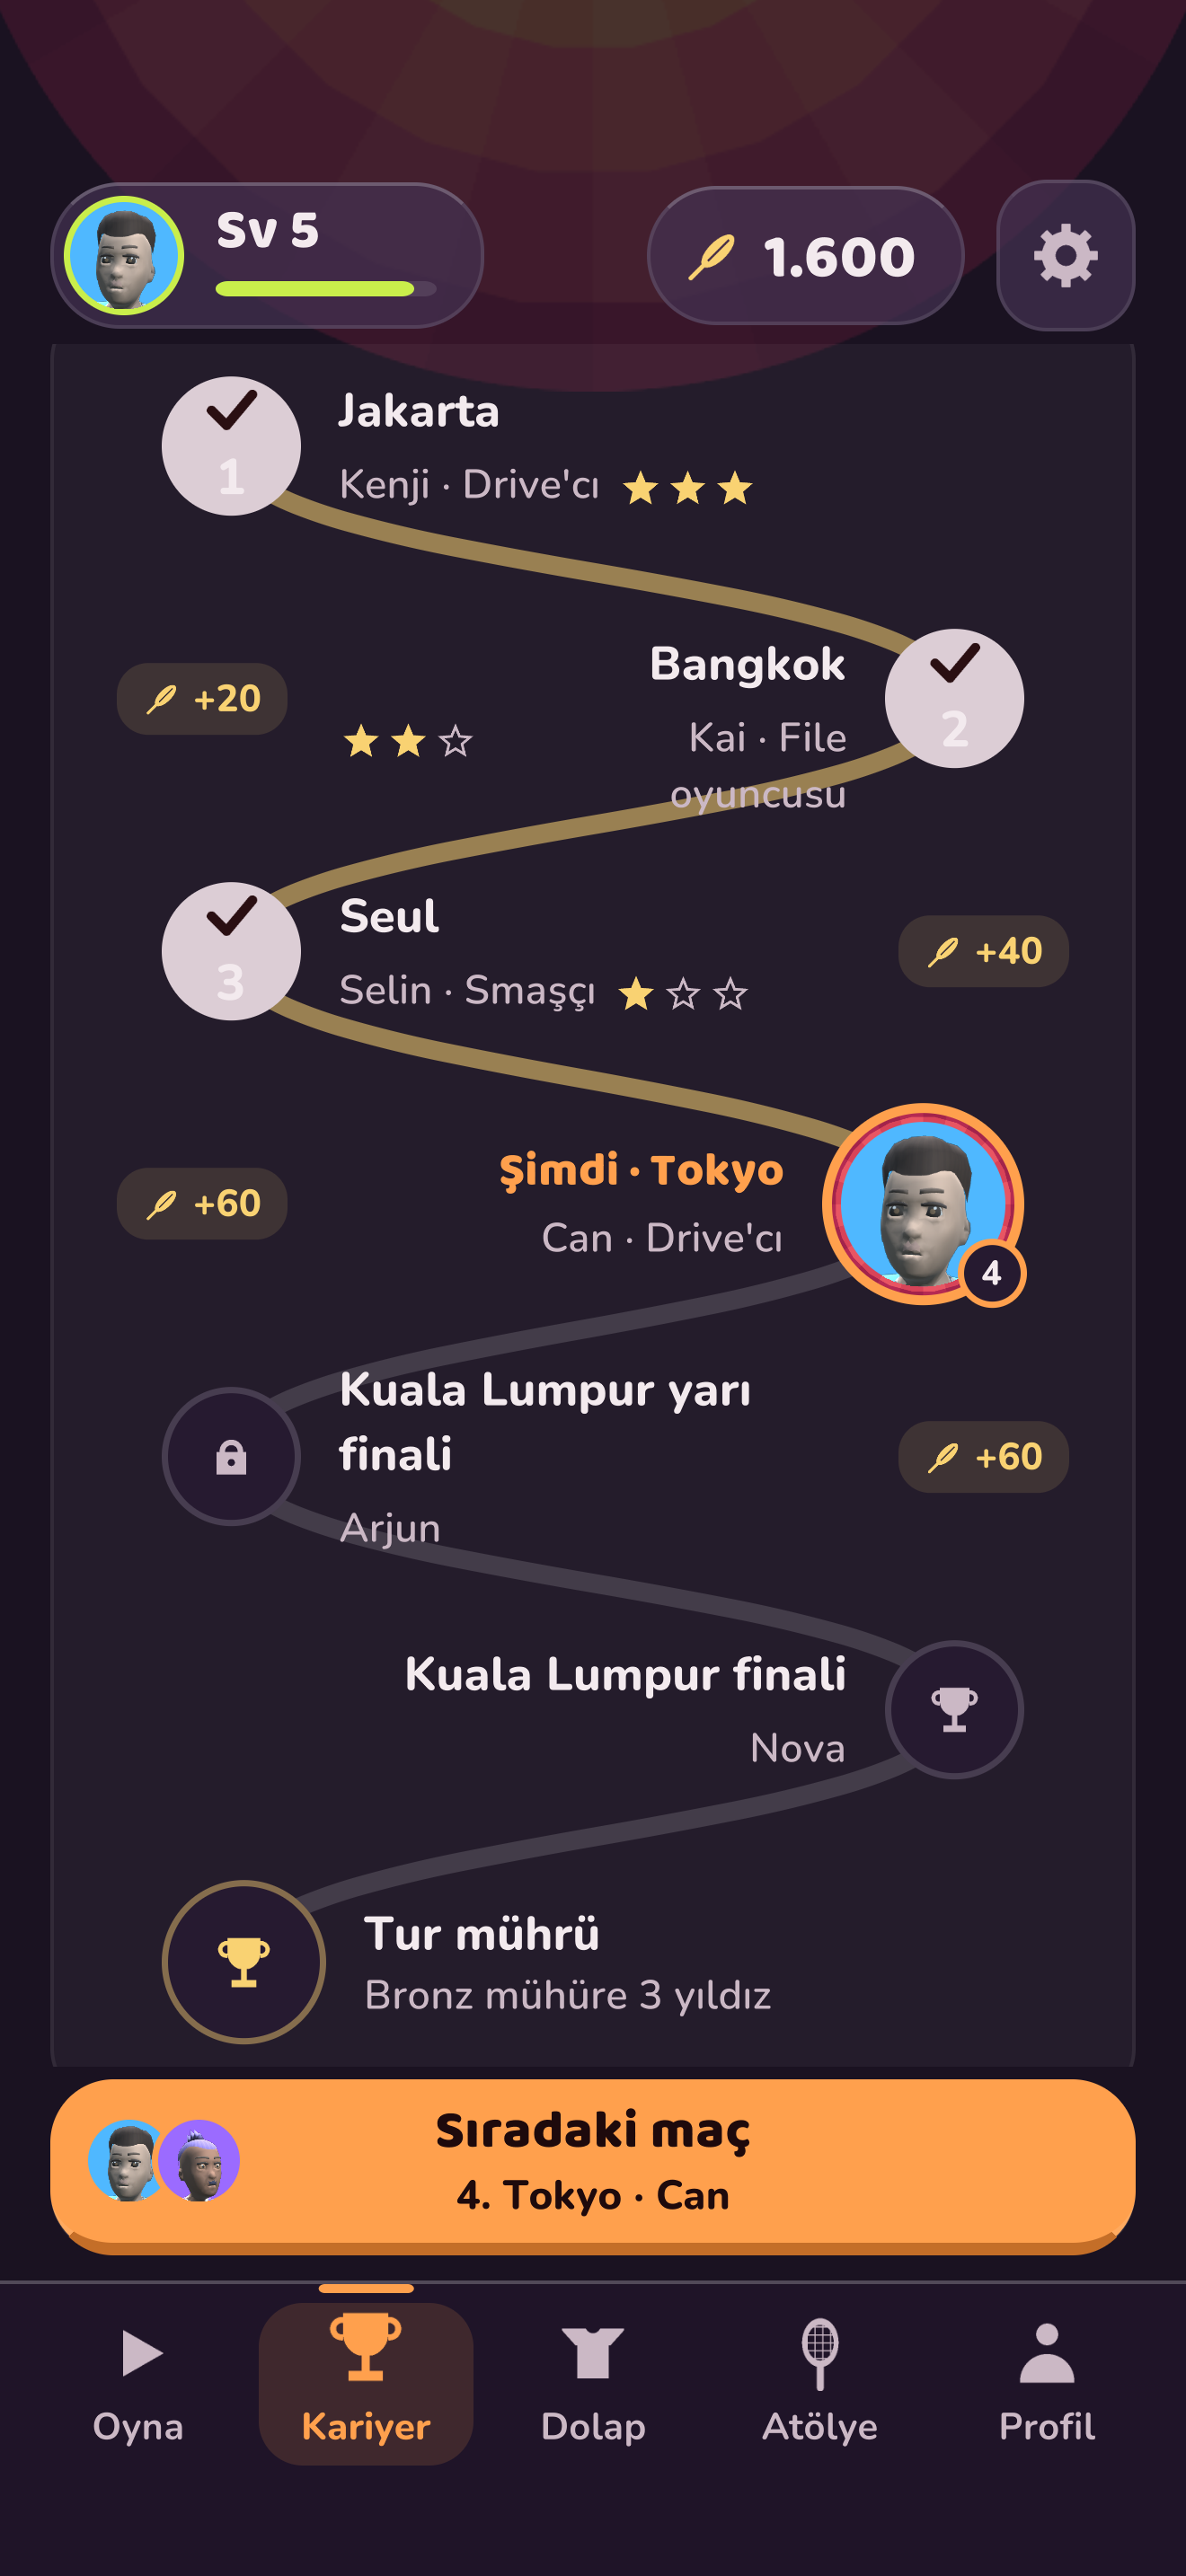 Sv 5
1.600
Jakarta
1
Kenji · Drive'cı
Bangkok
+20
2
Kai · File
oyuncusu
Seul
+40
3
Selin · Smaşçı
Şimdi · Tokyo
+60
Can · Drive'cı
4
Kuala Lumpur yarı
finali
+60
Arjun
Kuala Lumpur finali
Nova
Tur mührü
Bronz mühüre 3 yıldız
Sıradaki maç
4. Tokyo · Can
Oyna
Kariyer
Dolap
Atölye
Profil